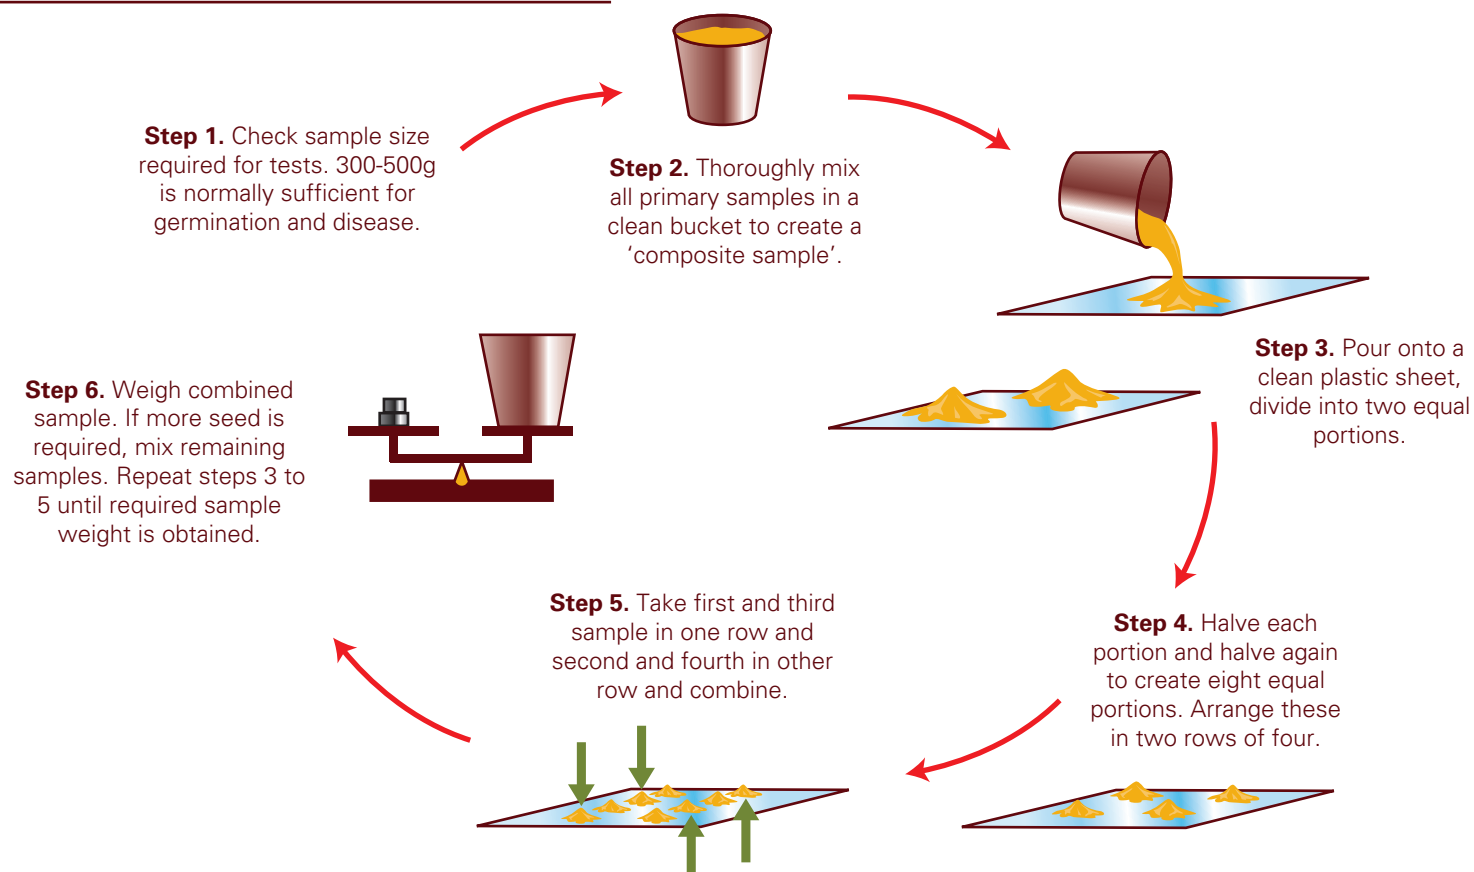 Step 1. Check sample size
required for tests. 300-500g
is normally sufficient for
germination and disease.
Step 2. Thoroughly mix
all primary samples in a
clean bucket to create a
‘composite sample’.
Step 3. Pour onto a
clean plastic sheet,
divide into two equal
portions.
Step 4. Halve each
portion and halve again
to create eight equal
portions. Arrange these
in two rows of four.
Step 5. Take first and third
sample in one row and
second and fourth in other
row and combine.
Step 6. Weigh combined
sample. If more seed is
required, mix remaining
samples. Repeat steps 3 to
5 until required sample
weight is obtained.